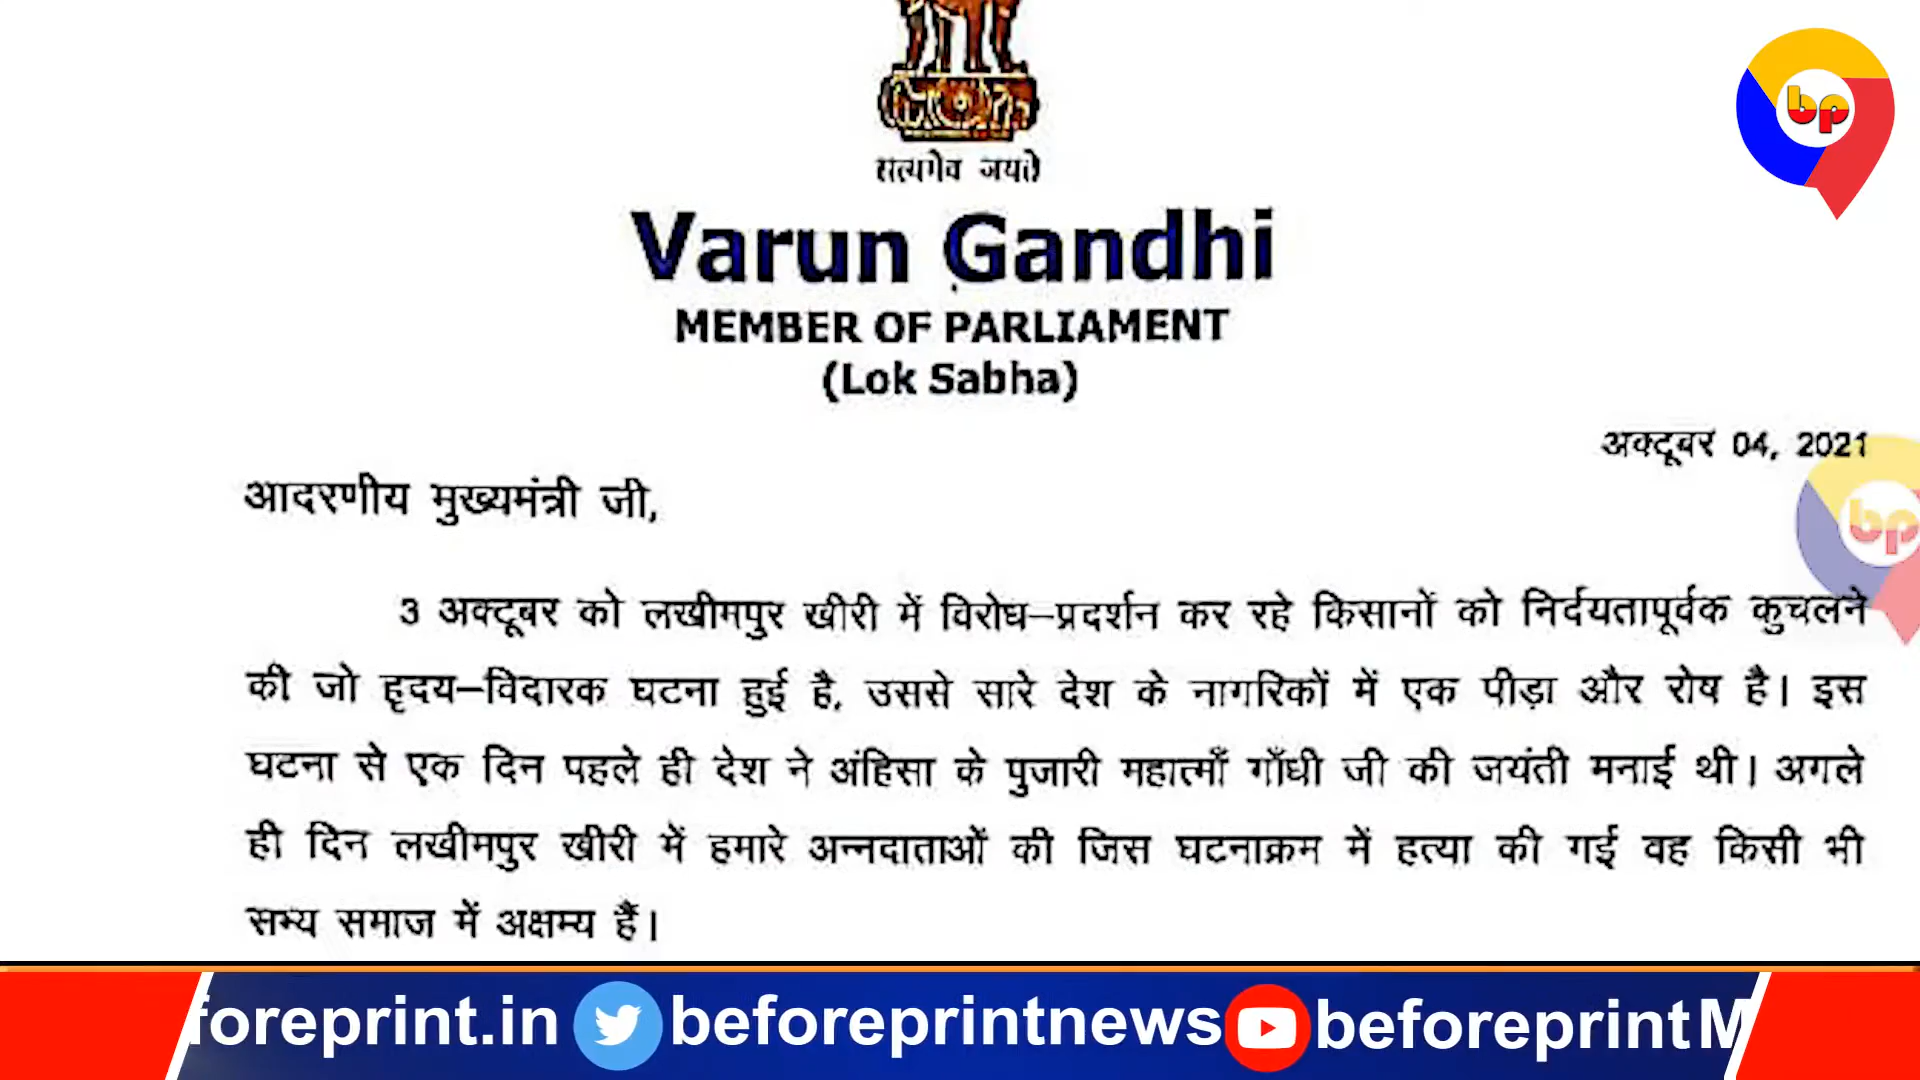 bp
सत्यमेव जयते
Varun Gandhi
MEMBER OF PARLIAMENT
(Lok Sabha)
अक्टूबर 04, 2021
bp
आदरणीय मुख्यमंत्री जी,
3 अक्टूबर को लखीमपुर खीरी में विरोध–प्रदर्शन कर रहे किसानों को निर्दयतापूर्वक कुचलने
की जो हृदय–विदारक घटना हुई है, उससे सारे देश के नागरिकों में एक पीड़ा और रोष है। इस
घटना से एक दिन पहले ही देश ने अंहिसा के पुजारी महात्माँ गाँधी जी की जयंती मनाई थी। अगले
ही दिन लखीमपुर खीरी में हमारे अन्नदाताओं की जिस घटनाक्रम में हत्या की गई वह किसी भी
सभ्य समाज में अक्षम्य हैं।
foreprint.in beforeprintnews beforeprint M